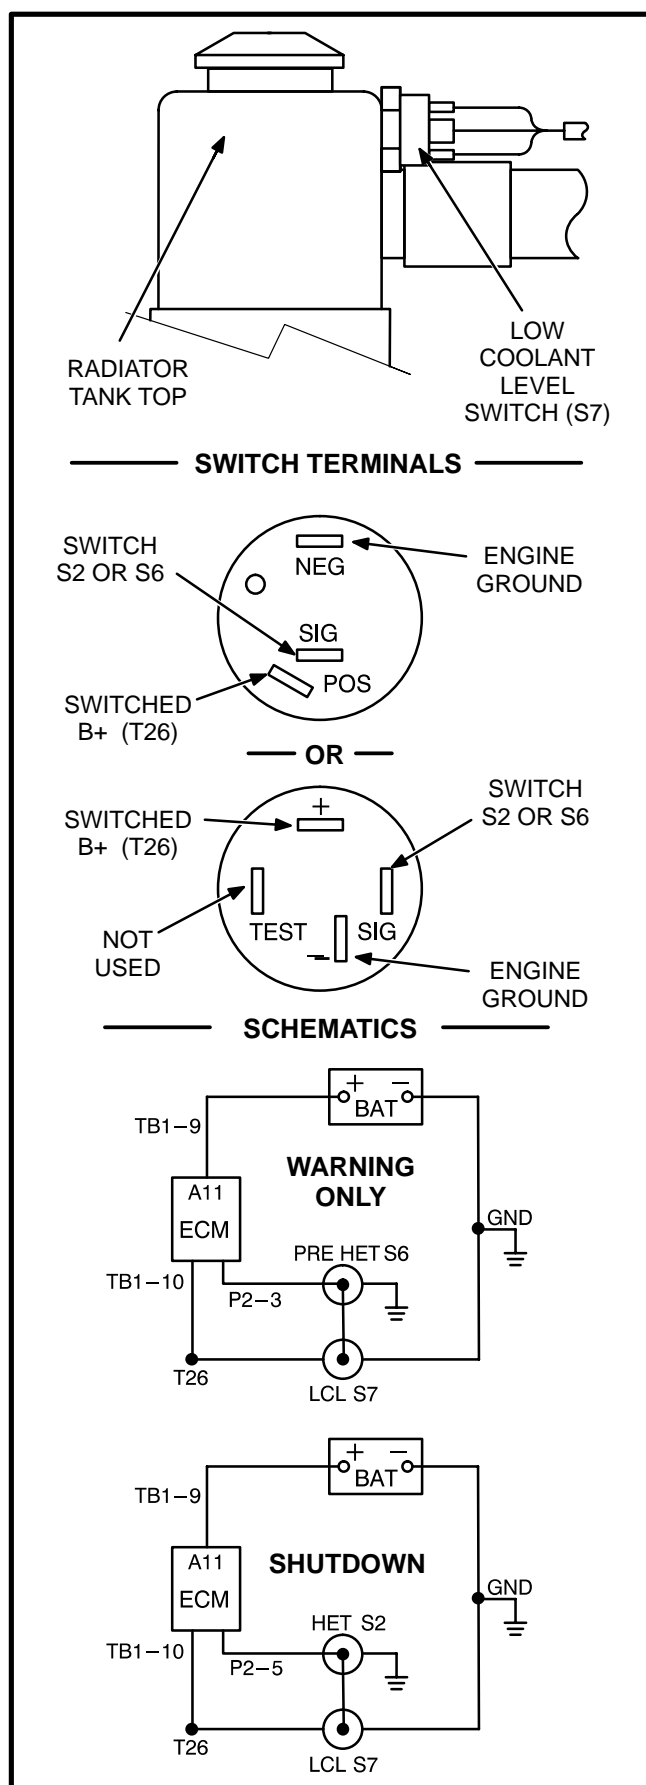 RADIATOR
TANK TOP
LOW
COOLANT
LEVEL
SWITCH (S7)
SWITCH TERMINALS
SWITCH
S2 OR S6
NEG
ENGINE
GROUND
SIG
POS
SWITCHED
B+ (T26)
OR
SWITCHED
B+ (T26)
+
SWITCH
S2 OR S6
TEST
SIG
−
NOT
USED
ENGINE
GROUND
SCHEMATICS
+ −
BAT
TB1−9
WARNING
ONLY
A11
ECM
GND
PRE HET S6
TB1−10
P2−3
T26
LCL S7
+ −
BAT
TB1−9
SHUTDOWN
A11
ECM
GND
HET S2
TB1−10
P2−5
T26
LCL S7